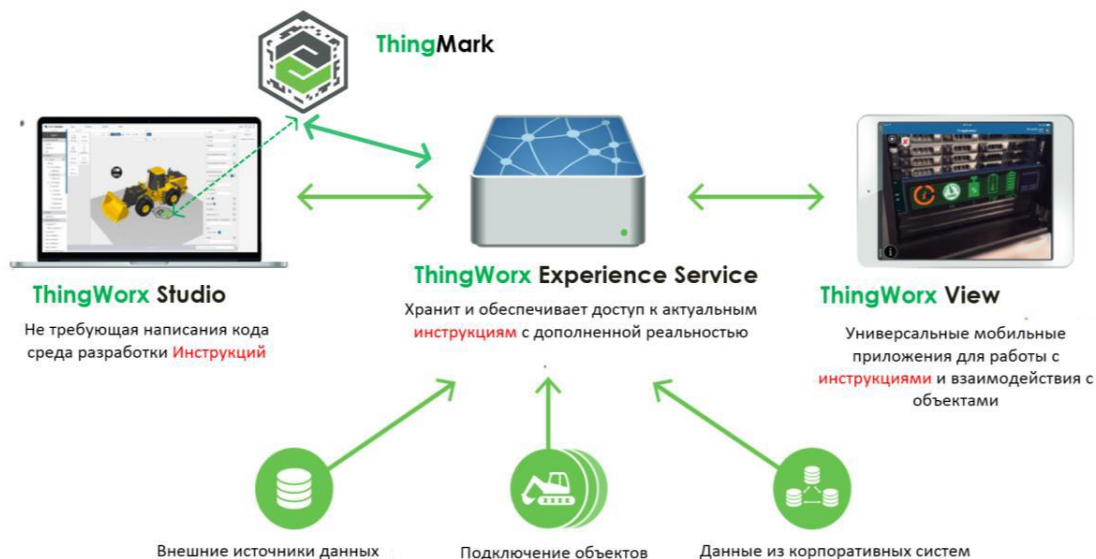 ThingMark
ThingWorx Studio
Не требующая написания кода
среда разработки Инструкций
ThingWorx Experience Service
Хранит и обеспечивает доступ к актуальным
инструкциям с дополненной реальностью
ThingWorx View
Универсальные мобильные
приложения для работы с
инструкциями и взаимодействия с
объектами
Внешние источники данных
Подключение объектов
Данные из корпоративных систем